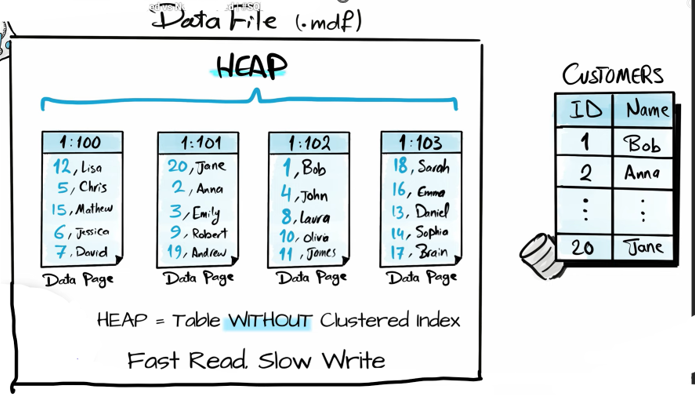 Data File (.mdf)
HEAP
1:100
12, Lisa
5, Chris
15, Mathew
6, Jessica
7, David
Data Page
1:101
20, Jane
2, Anna
3, Emily
9, Robert
19, Andrew
Data Page
1:102
1, Bob
4, John
8, Laura
10, Olivia
11, James
Data Page
1:103
18, Sarah
16, Emma
13, Daniel
14, Sophia
17, Brain
Data Page
HEAP = Table WITHOUT Clustered Index
Fast Read. Slow Write
CUSTOMERS
ID Name
1 Bob
2 Anna
⋮ ⋮
20 Jane